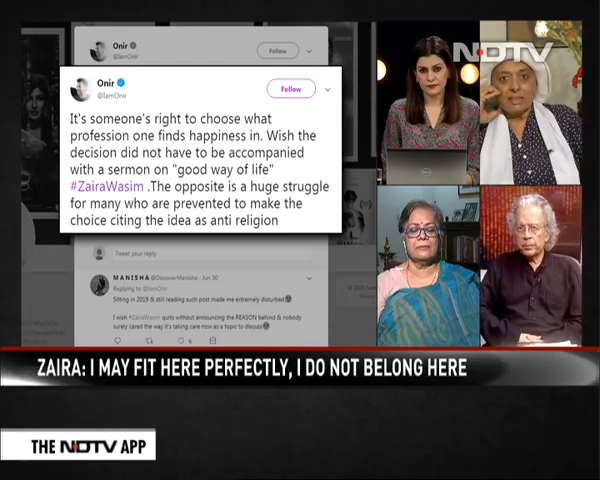 Onir
@IamOnir
Follow
NDTV
Onir
@IamOnir
Follow
It's someone's right to choose what
profession one finds happiness in. Wish the
decision did not have to be accompanied
with a sermon on "good way of life"
#ZairaWasim .The opposite is a huge struggle
for many who are prevented to make the
choice citing the idea as anti religion
Tweet your reply
MANISHA @DiscoverManisha · Jun 30
Replying to @IamOnir
Sitting in 2019 & still reading such post made me extremely disturbed
I wish #ZairaWasim quits without announcing the REASON behind & nobody
surely cared the way it's taking care now as a topic to discuss
ZAIRA: I MAY FIT HERE PERFECTLY, I DO NOT BELONG HERE
THE NDTV APP